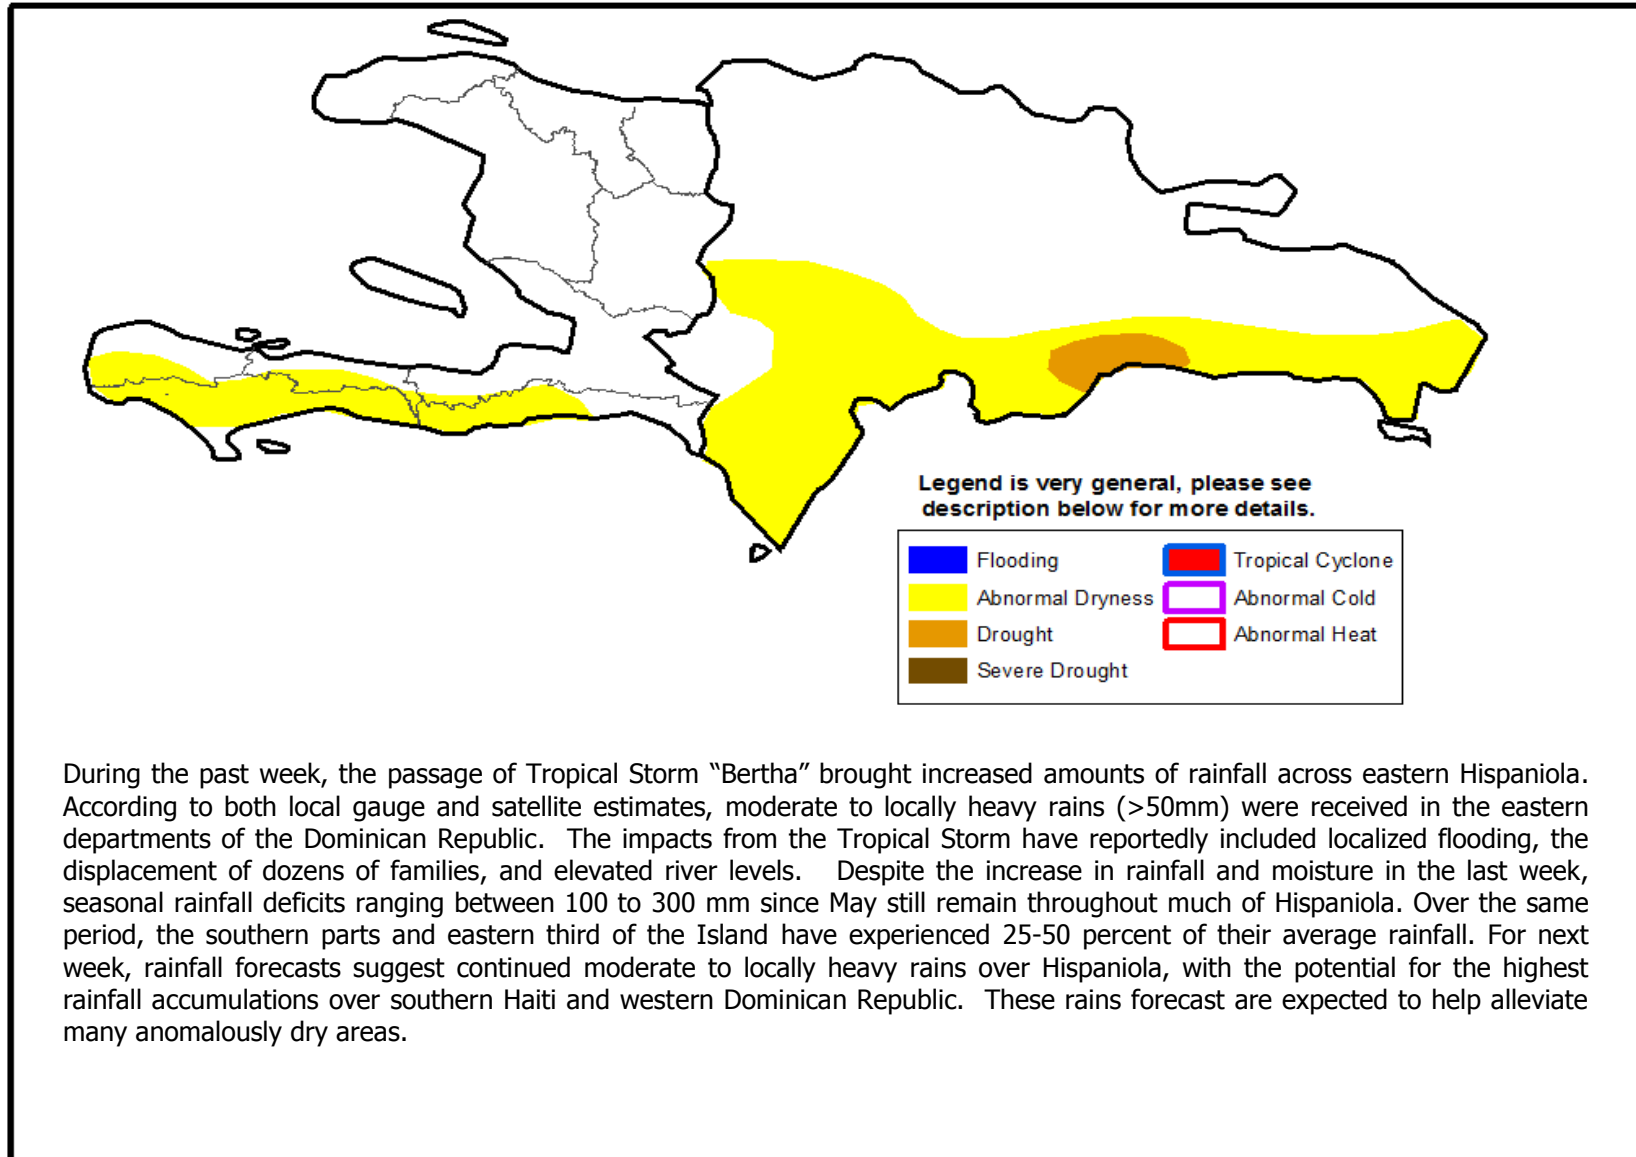 Legend is very general, please see
description below for more details.
Flooding
Abnormal Dryness
Drought
Severe Drought
Tropical Cyclone
Abnormal Cold
Abnormal Heat
During the past week, the passage of Tropical Storm “Bertha” brought increased amounts of rainfall across eastern Hispaniola.
According to both local gauge and satellite estimates, moderate to locally heavy rains (>50mm) were received in the eastern
departments of the Dominican Republic. The impacts from the Tropical Storm have reportedly included localized flooding, the
displacement of dozens of families, and elevated river levels. Despite the increase in rainfall and moisture in the last week,
seasonal rainfall deficits ranging between 100 to 300 mm since May still remain throughout much of Hispaniola. Over the same
period, the southern parts and eastern third of the Island have experienced 25-50 percent of their average rainfall. For next
week, rainfall forecasts suggest continued moderate to locally heavy rains over Hispaniola, with the potential for the highest
rainfall accumulations over southern Haiti and western Dominican Republic. These rains forecast are expected to help alleviate
many anomalously dry areas.